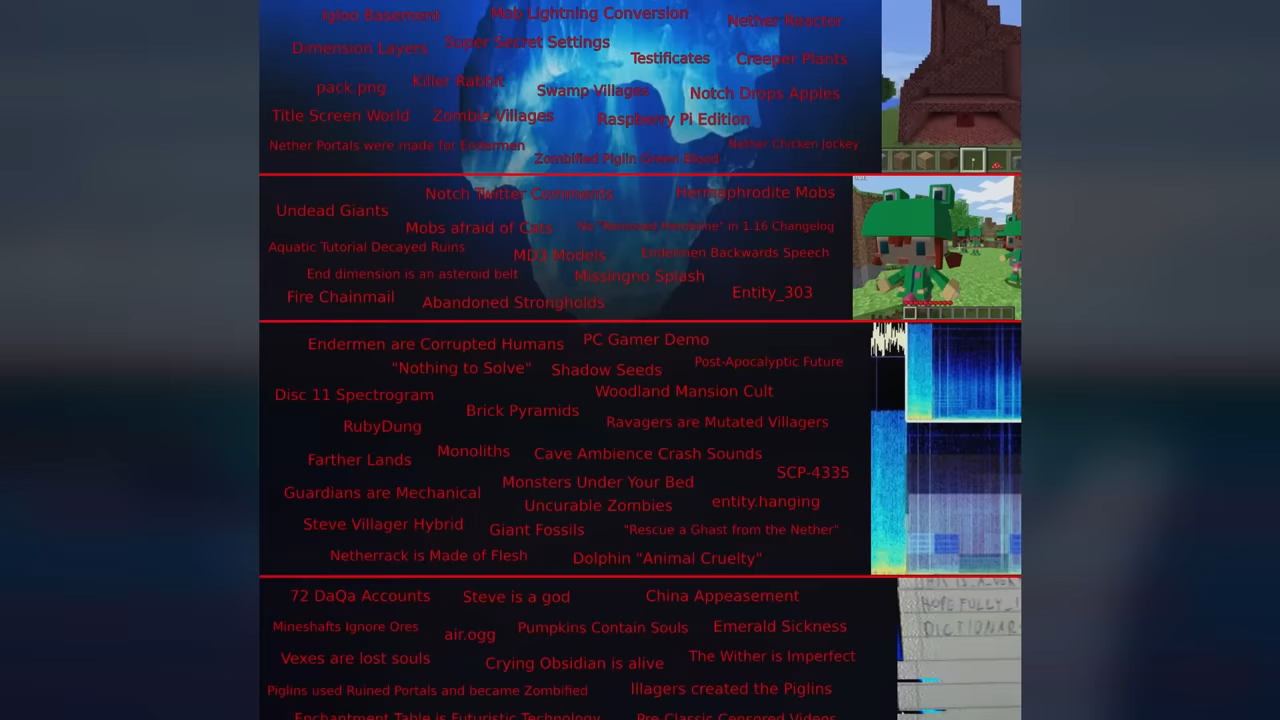 Igloo Basement
Mob Lightning Conversion
Nether Reactor
Dimension Layers
Super Secret Settings
Testificates
Creeper Plants
pack.png
Killer Rabbit
Swamp Villages
Notch Drops Apples
Title Screen World
Zombie Villages
Raspberry Pi Edition
Nether Portals were made for Endermen
Zombified Piglin Green Blood
Nether Chicken Jockey
Notch Twitter Comments
Hermaphrodite Mobs
Undead Giants
Mobs afraid of Cats
No "Removed Herobrine" in 1.16 Changelog
Aquatic Tutorial Decayed Ruins
MD3 Models
Endermen Backwards Speech
End dimension is an asteroid belt
Missingno Splash
Fire Chainmail
Abandoned Strongholds
Entity_303
Endermen are Corrupted Humans
PC Gamer Demo
"Nothing to Solve"
Shadow Seeds
Post-Apocalyptic Future
Disc 11 Spectrogram
Woodland Mansion Cult
Brick Pyramids
RubyDung
Ravagers are Mutated Villagers
Farther Lands
Monoliths
Cave Ambience Crash Sounds
SCP-4335
Guardians are Mechanical
Monsters Under Your Bed
Uncurable Zombies
entity.hanging
Steve Villager Hybrid
Giant Fossils
"Rescue a Ghast from the Nether"
Netherrack is Made of Flesh
Dolphin "Animal Cruelty"
72 DaQa Accounts
Steve is a god
China Appeasement
Mineshafts Ignore Ores
air.ogg
Pumpkins Contain Souls
Emerald Sickness
Vexes are lost souls
Crying Obsidian is alive
The Wither is Imperfect
Piglins used Ruined Portals and became Zombified
Illagers created the Piglins
Enchantment Table is Futuristic Technology
Pre-Classic Censored Videos
HOPEFULLY
DICTIONAR